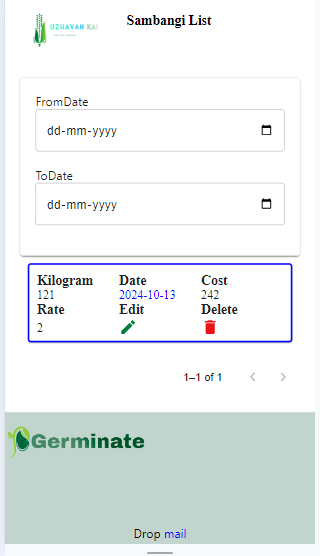 UZHAVAN KAI
Sambangi List
FromDate
dd-mm-yyyy
ToDate
dd-mm-yyyy
Kilogram Date Cost
121 2024-10-13 242
Rate Edit Delete
2
1–1 of 1
Germinate
Drop mail